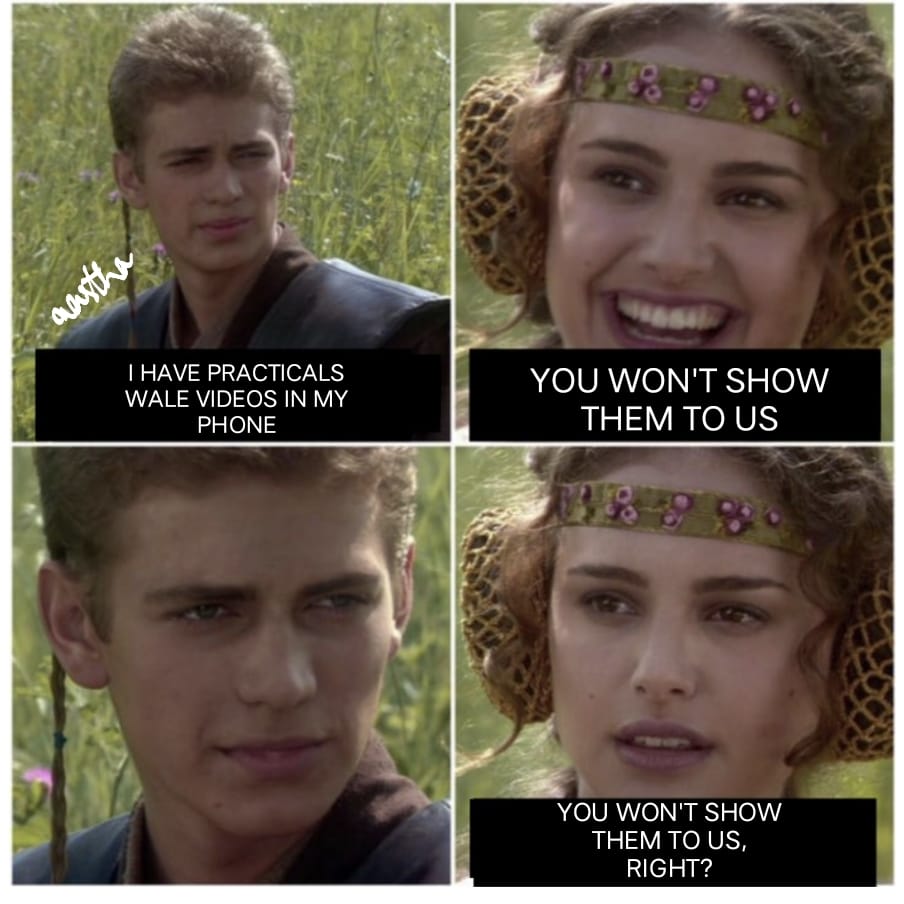 aastha
I HAVE PRACTICALS
WALE VIDEOS IN MY
PHONE
YOU WON'T SHOW
THEM TO US
YOU WON'T SHOW
THEM TO US,
RIGHT?